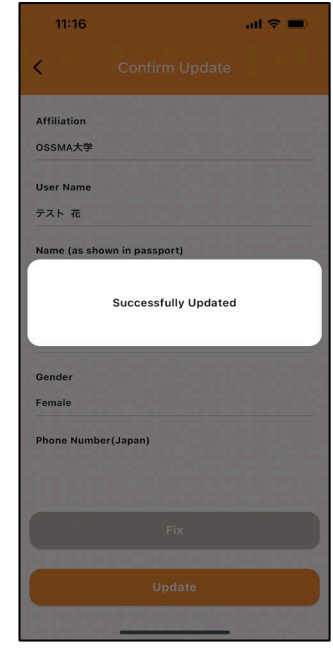 11:16
Confirm Update
Affiliation
OSSMA大学
User Name
テスト 花
Name (as shown in passport)
Successfully Updated
Gender
Female
Phone Number(Japan)
Fix
Update